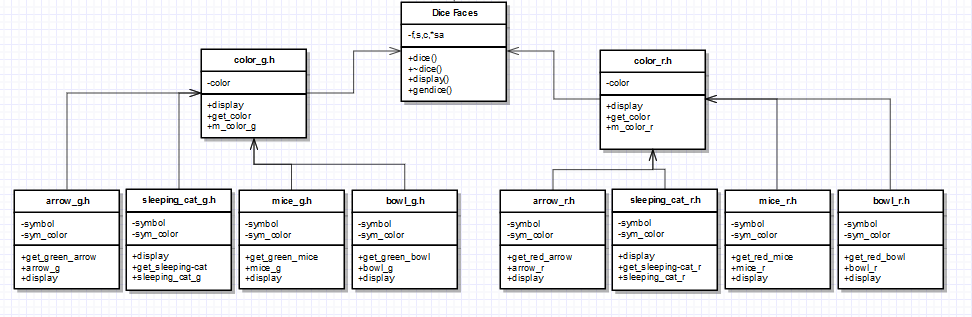 Dice Faces
-f,s,c,*sa
+dice()
+~dice()
+display()
+gendice()
color_g.h
-color
+display
+get_color
+m_color_g
color_r.h
-color
+display
+get_color
+m_color_r
arrow_g.h
-symbol
-sym_color
+get_green_arrow
+arrow_g
+display
sleeping_cat_g.h
-symbol
-sym_color
+display
+get_sleeping-cat
+sleeping_cat_g
mice_g.h
-symbol
-sym_color
+get_green_mice
+mice_g
+display
bowl_g.h
-symbol
-sym_color
+get_green_bowl
+bowl_g
+display
arrow_r.h
-symbol
-sym_color
+get_red_arrow
+arrow_r
+display
sleeping_cat_r.h
-symbol
-sym_color
+display
+get_sleeping-cat_r
+sleeping_cat_r
mice_r.h
-symbol
-sym_color
+get_red_mice
+mice_r
+display
bowl_r.h
-symbol
-sym_color
+get_red_bowl
+bowl_r
+display